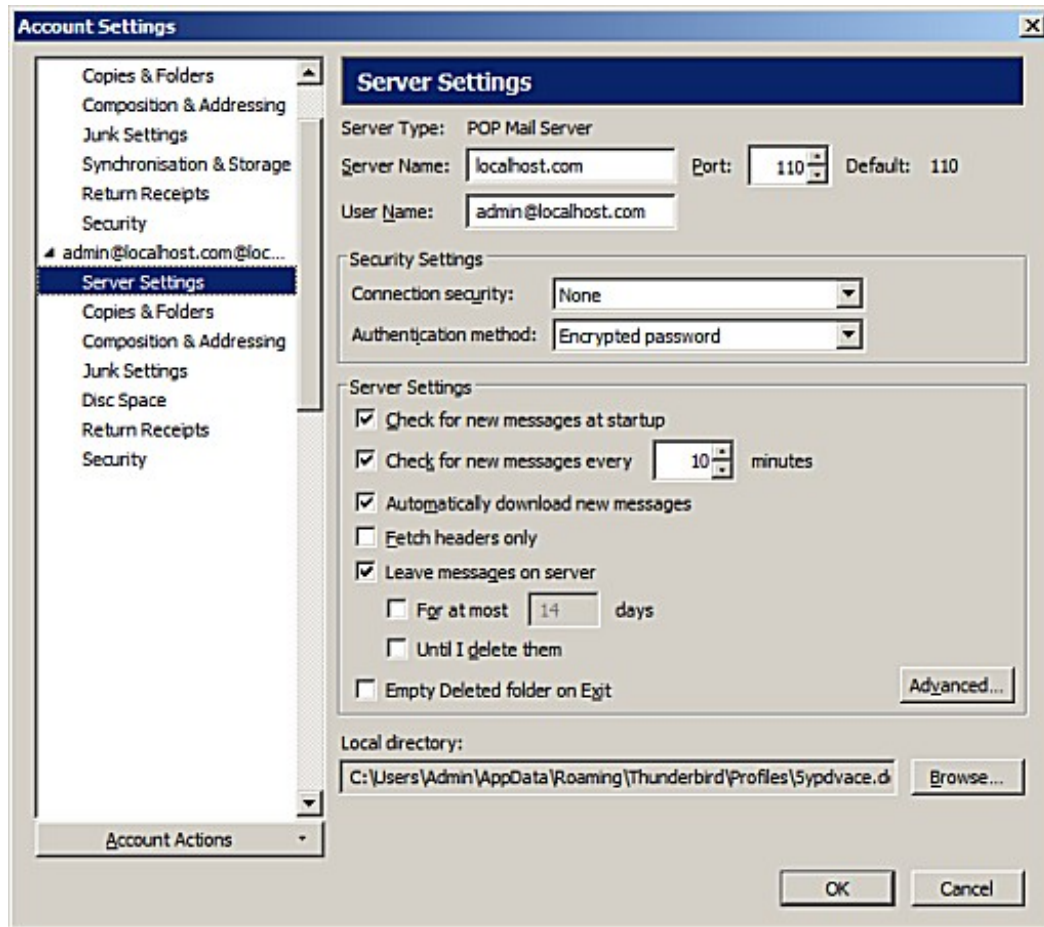 Account Settings
Copies & Folders
Composition & Addressing
Junk Settings
Synchronisation & Storage
Return Receipts
Security
admin@localhost.com@loc...
Server Settings
Copies & Folders
Composition & Addressing
Junk Settings
Disc Space
Return Receipts
Security
Account Actions
Server Settings
Server Type: POP Mail Server
Server Name: localhost.com Port: 110 Default: 110
User Name: admin@localhost.com
Security Settings
Connection security: None
Authentication method: Encrypted password
Server Settings
Check for new messages at startup
Check for new messages every 10 minutes
Automatically download new messages
Fetch headers only
Leave messages on server
For at most 14 days
Until I delete them
Empty Deleted folder on Exit
Advanced...
Local directory:
C:\Users\Admin\AppData\Roaming\Thunderbird\Profiles\5ypdvace.d
Browse...
OK Cancel